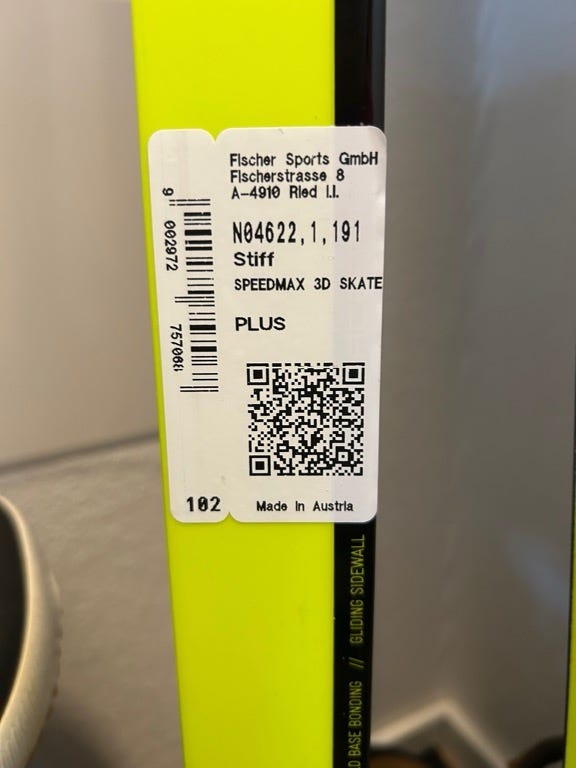 Fischer Sports GmbH
Fischerstrasse 8
A-4910 Ried I.I.
N04622,1,191
Stiff
SPEEDMAX 3D SKATE
PLUS
9 002972 757068
102
Made In Austria
D BASE BONDING // GLIDING SIDEWALL